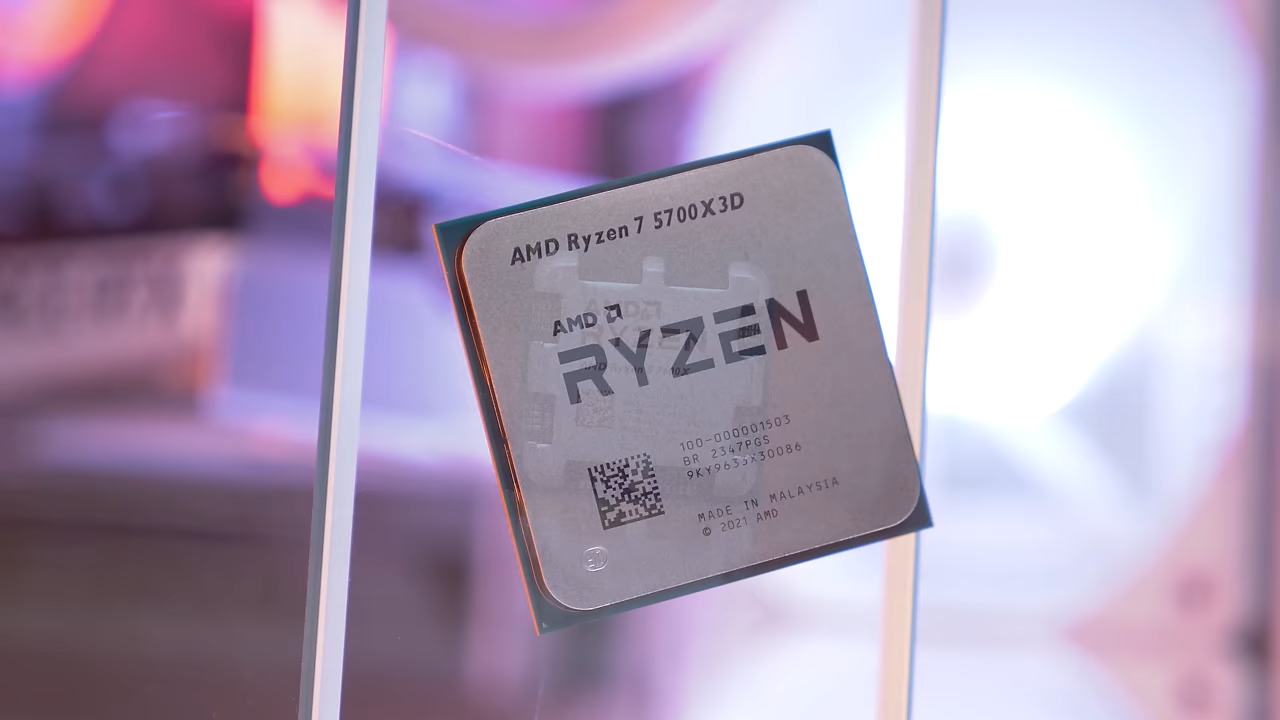 AMD Ryzen 7 5700X3D
AMD
RYZEN
100-000001503
BR 2347PGS
9KY9633X30086
MADE IN MALAYSIA
© 2021 AMD